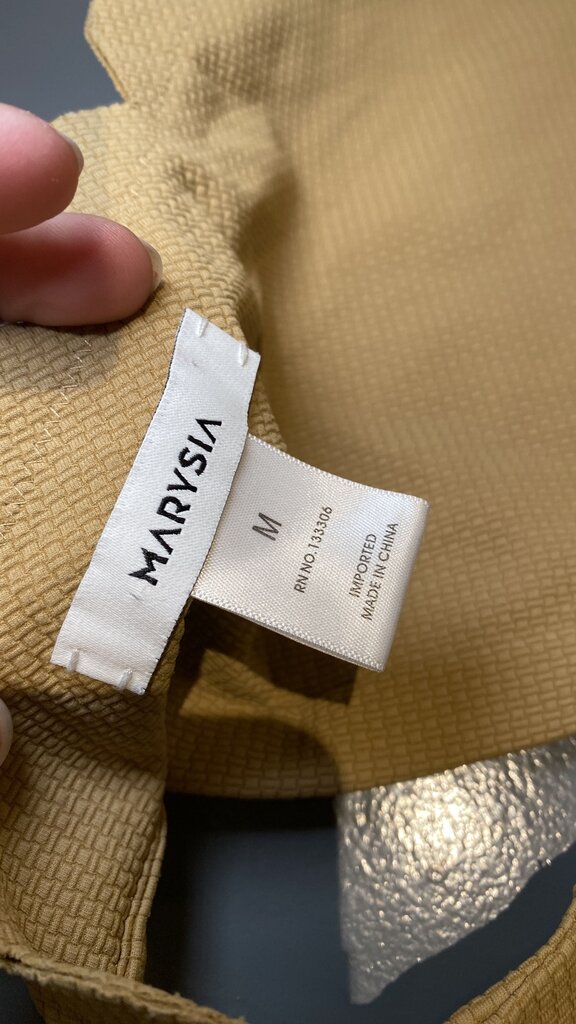 MARYSIA
M
RN NO. 133306
IMPORTED
MADE IN CHINA